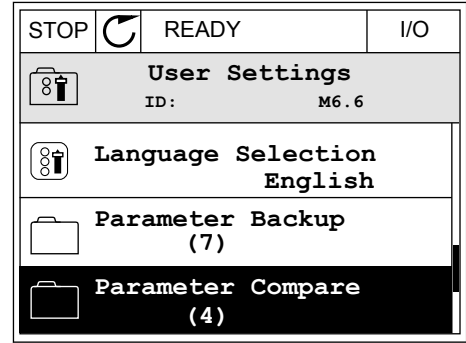 STOP READY I/O
User Settings
ID: M6.6
Language Selection
English
Parameter Backup
(7)
Parameter Compare
(4)